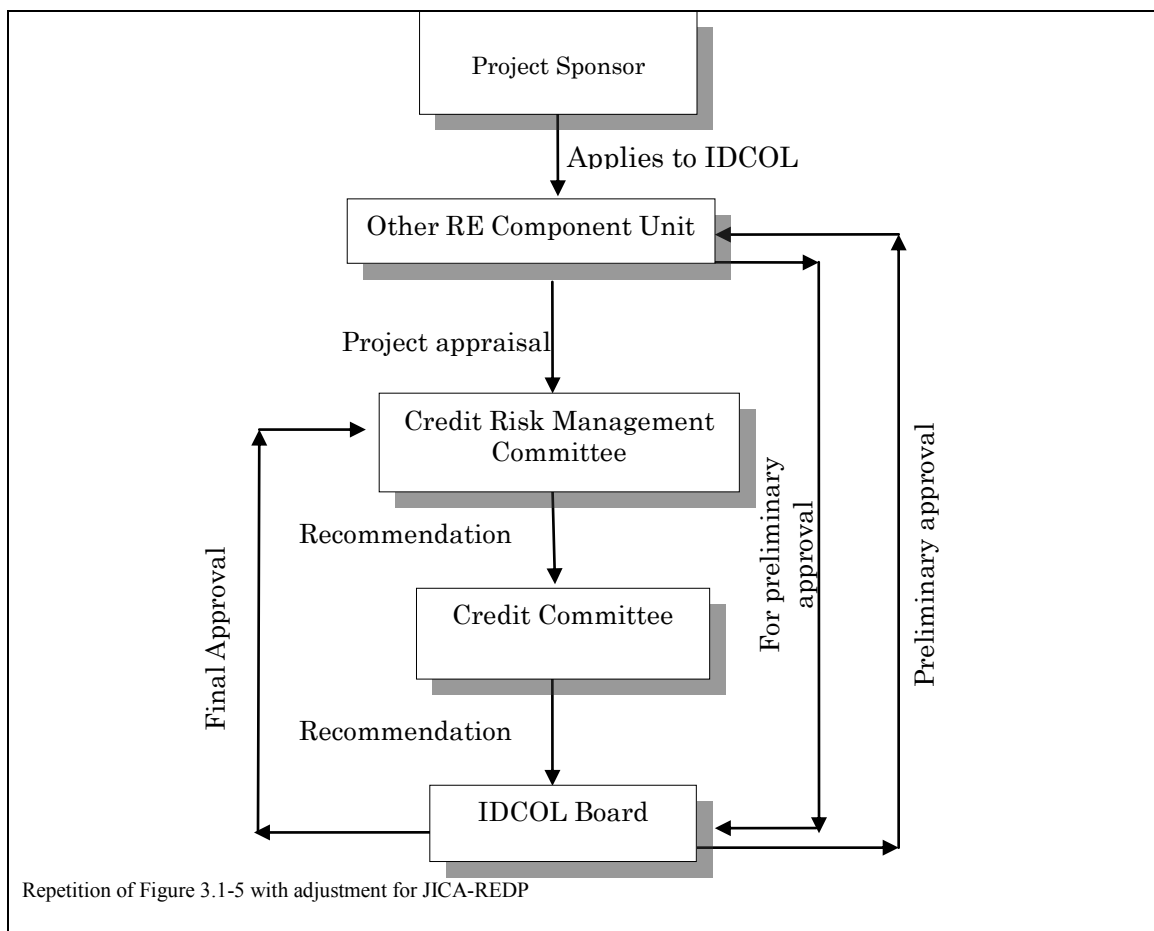 Project Sponsor
Applies to IDCOL
Other RE Component Unit
Project appraisal
Credit Risk Management
Committee
Recommendation
Credit Committee
Recommendation
IDCOL Board
Final Approval
For preliminary
approval
Preliminary approval
Repetition of Figure 3.1-5 with adjustment for JICA-REDP